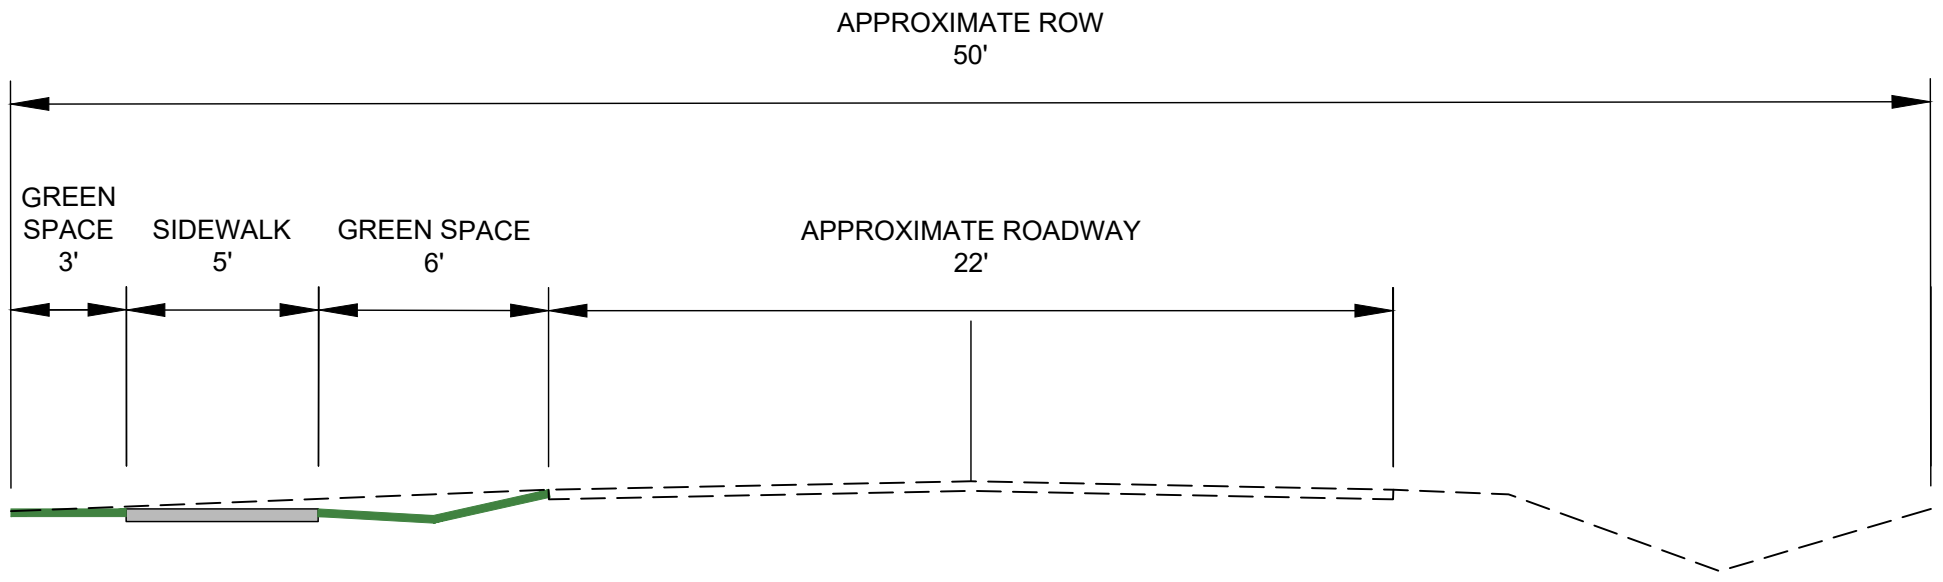 APPROXIMATE ROW
50'
GREEN
SPACE
3'
SIDEWALK
5'
GREEN SPACE
6'
APPROXIMATE ROADWAY
22'